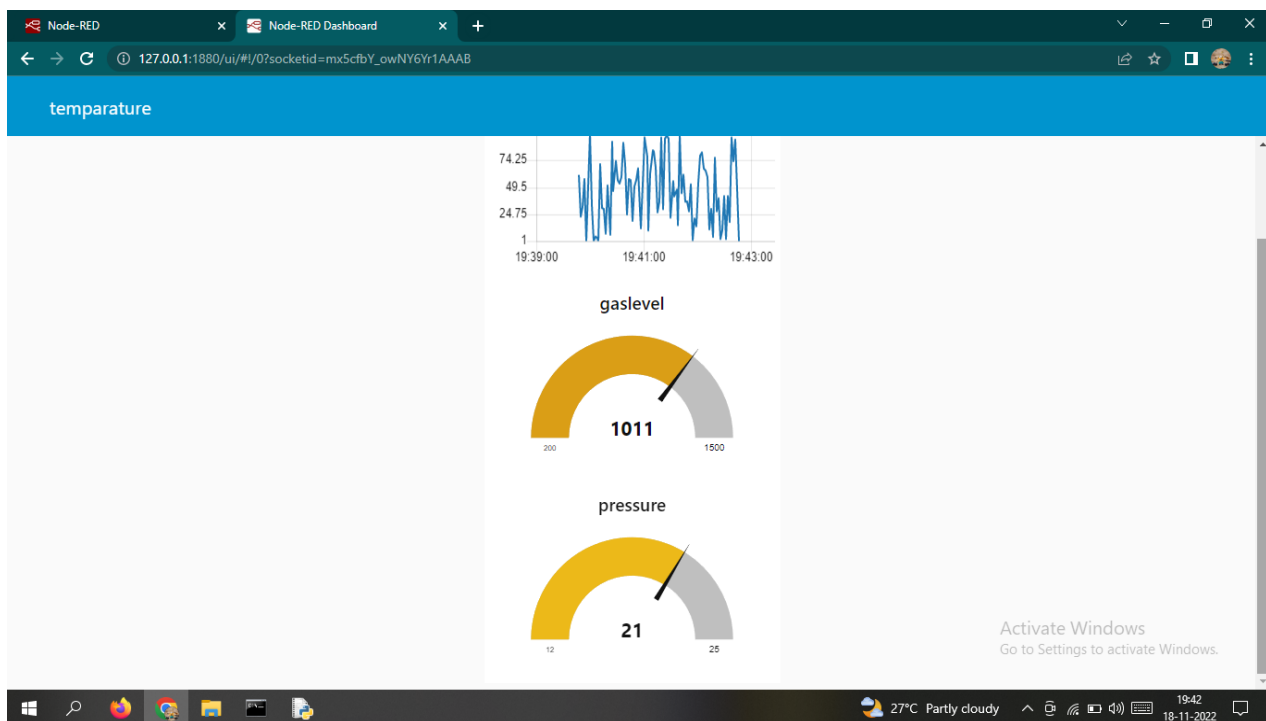 Node-RED
Node-RED Dashboard
127.0.0.1:1880/ui/#!/0?socketid=mx5cfbY_owNY6Yr1AAAB
temparature
74.25
49.5
24.75
1
19:39:00 19:41:00 19:43:00
gaslevel
1011
200 1500
pressure
21
12 25
Activate Windows
Go to Settings to activate Windows.
27°C Partly cloudy
19:42
18-11-2022